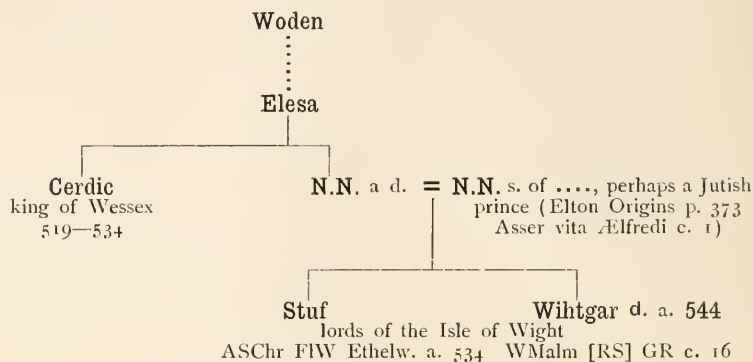 Woden
Elesa
Cerdic
king of Wessex
519—534
N.N. a d. = N.N. s. of ...., perhaps a Jutish
prince (Elton Origins p. 373
Asser vita Ælfredi c. 1)
Stuf Wihtgar d. a. 544
lords of the Isle of Wight
ASChr FlW Ethelw. a. 534 WMalm [RS] GR c. 16